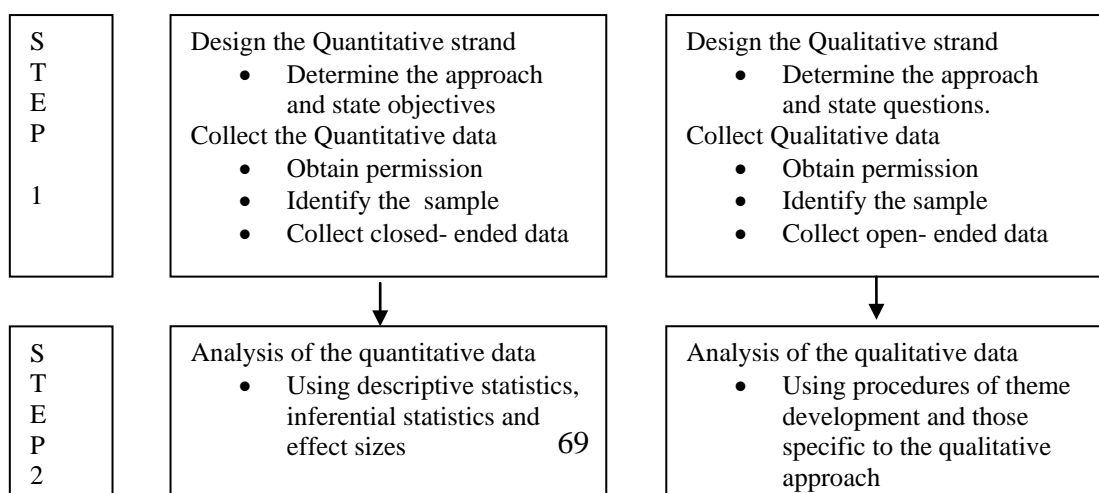 S
T
E
P
1
Design the Quantitative strand
• Determine the approach
and state objectives
Collect the Quantitative data
• Obtain permission
• Identify the sample
• Collect closed- ended data
Design the Qualitative strand
• Determine the approach
and state questions.
Collect Qualitative data
• Obtain permission
• Identify the sample
• Collect open- ended data
S
T
E
P
2
Analysis of the quantitative data
• Using descriptive statistics,
inferential statistics and
effect sizes
69
Analysis of the qualitative data
• Using procedures of theme
development and those
specific to the qualitative
approach